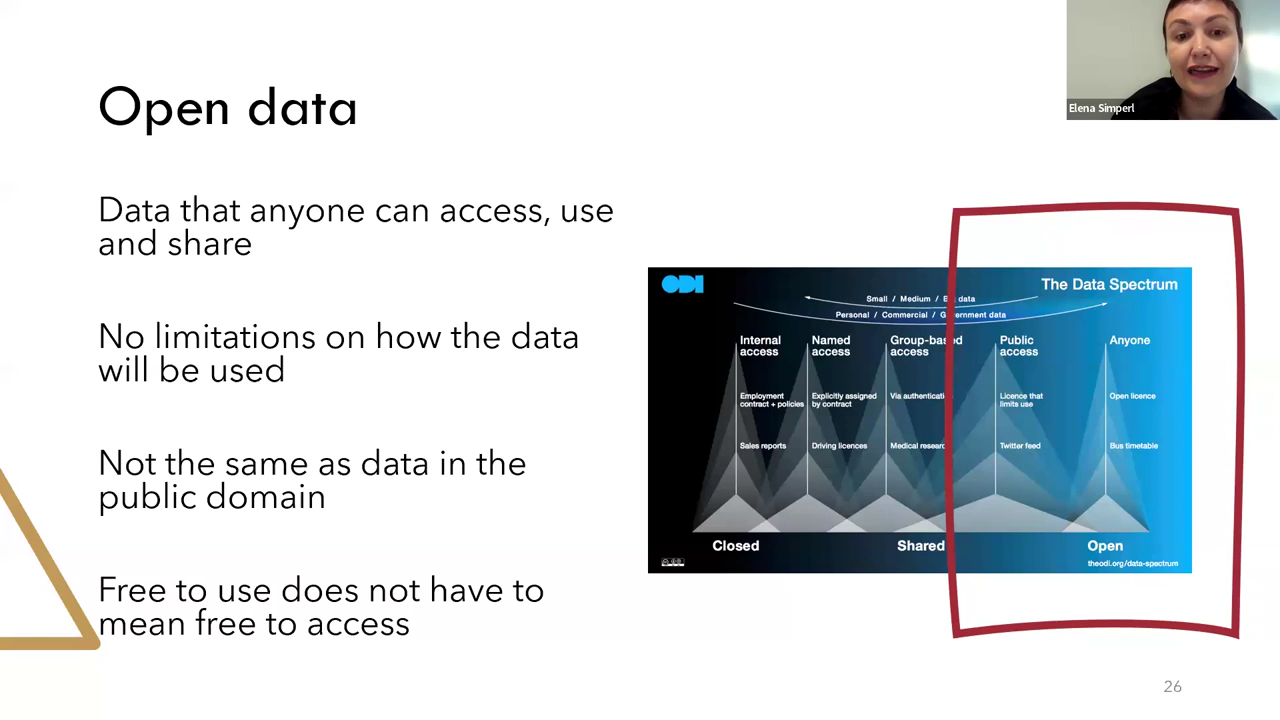 Elena Simperl
Open data
Data that anyone can access, use
and share
No limitations on how the data
will be used
Not the same as data in the
public domain
Free to use does not have to
mean free to access
ODI
The Data Spectrum
Small / Medium / Big data
Personal / Commercial / Government data
Internal
access
Named
access
Group-based
access
Public
access
Anyone
Employment
contract + policies
Explicitly assigned
by contract
Via authentication
Licence that
limits use
Open licence
Sales reports
Driving licences
Medical research
Twitter feed
Bus timetable
Closed
Shared
Open
theodi.org/data-spectrum
26